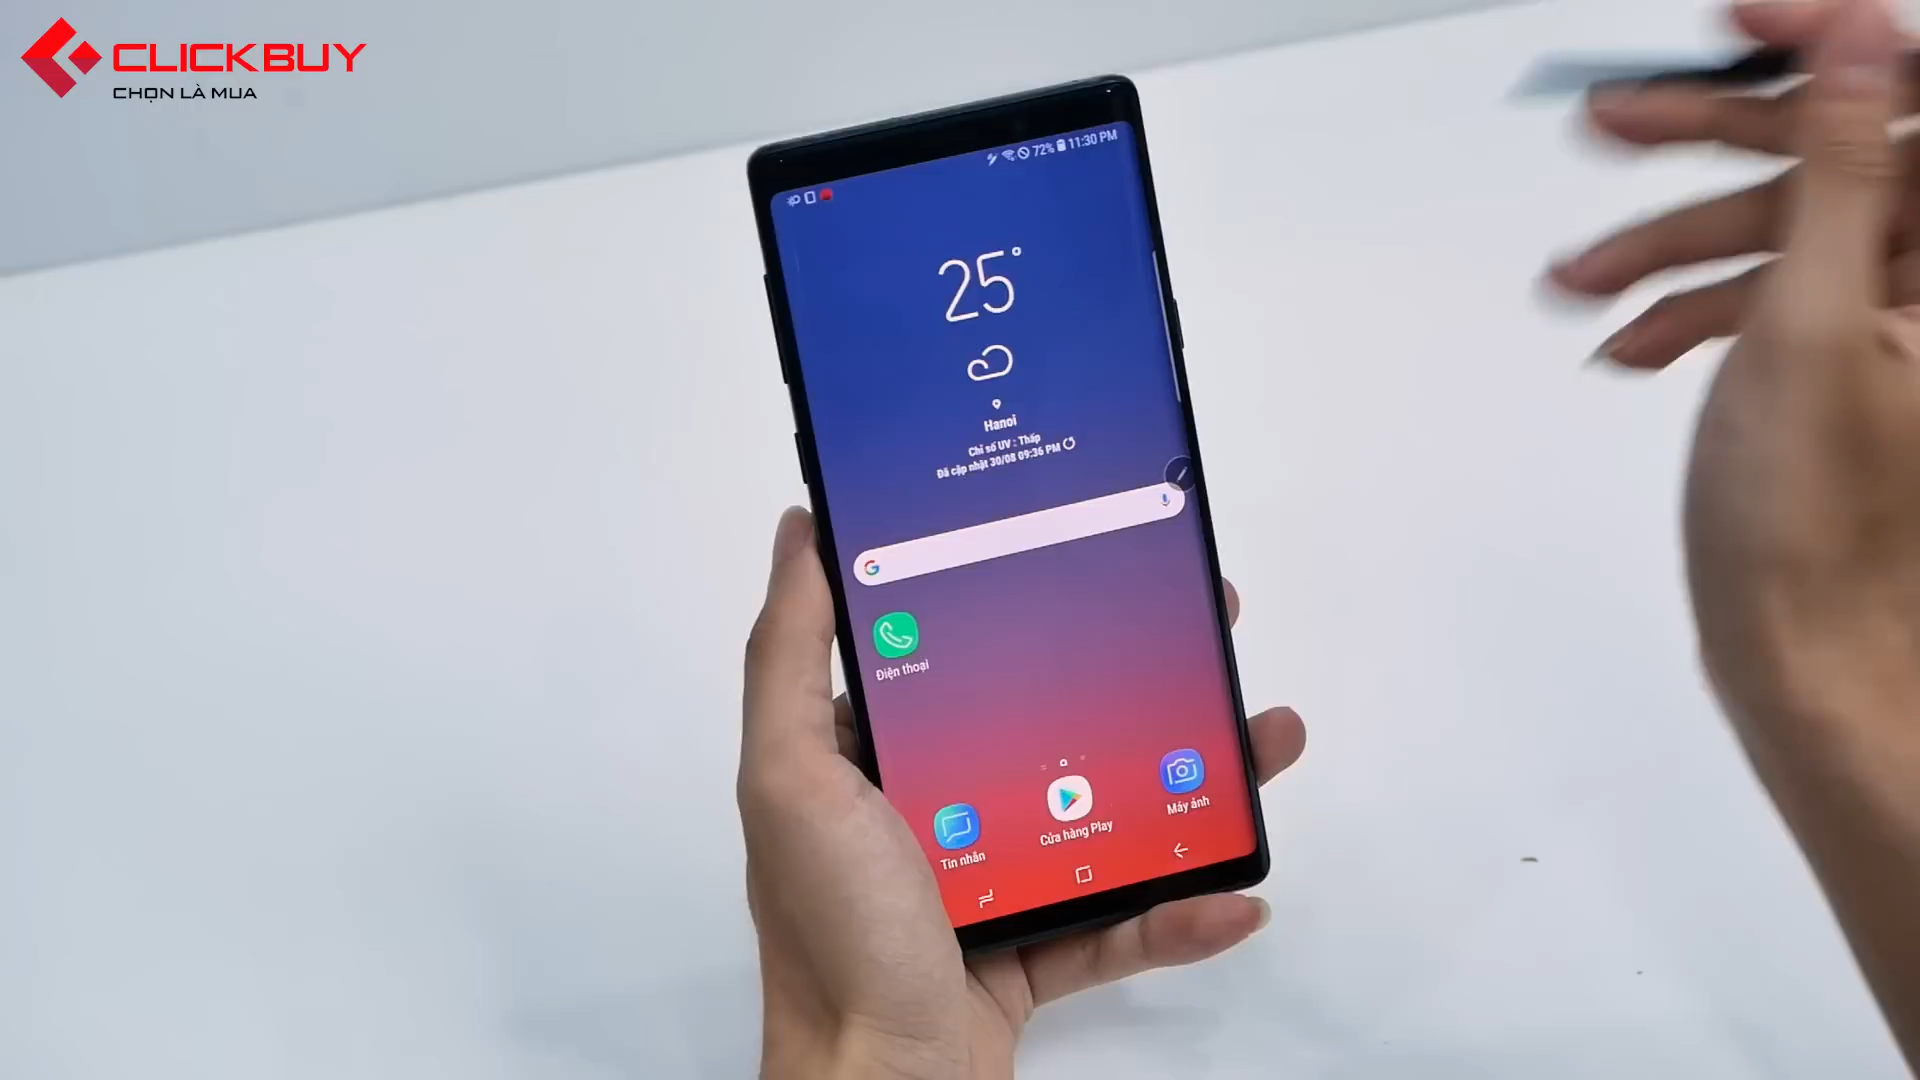 CLICKBUY
CHỌN LÀ MUA
72% 11:30 PM
25°
Hanoi
Chỉ số UV : Thấp
Đã cập nhật 30/08 09:36 PM
Điện thoại
Tin nhắn
Cửa hàng Play
Máy ảnh